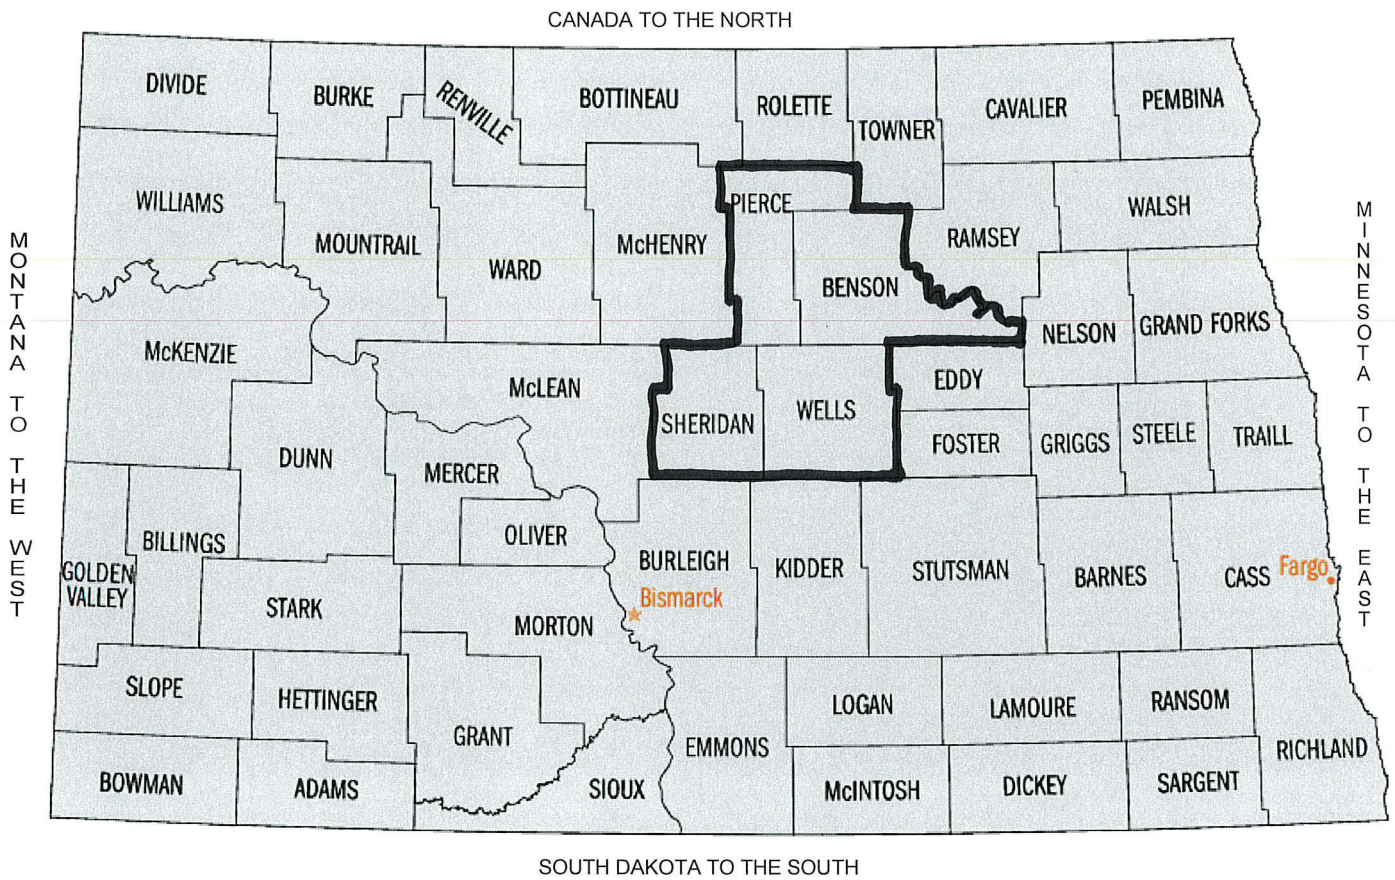 CANADA TO THE NORTH
DIVIDE
BURKE
RENVILLE
BOTTINEAU
ROLETTE
TOWNER
CAVALIER
PEMBINA
WILLIAMS
MOUNTRAIL
WARD
McHENRY
PIERCE
BENSON
RAMSEY
WALSH
MONTANA TO THE WEST
MINNESOTA TO THE EAST
McKENZIE
McLEAN
SHERIDAN
WELLS
EDDY
NELSON
GRAND FORKS
DUNN
MERCER
FOSTER
GRIGGS
STEELE
TRAILL
GOLDEN
VALLEY
BILLINGS
OLIVER
BURLEIGH
Bismarck
KIDDER
STUTSMAN
BARNES
CASS
Fargo
STARK
MORTON
SLOPE
HETTINGER
GRANT
EMMONS
LOGAN
LAMOURE
RANSOM
RICHLAND
BOWMAN
ADAMS
SIOUX
McINTOSH
DICKEY
SARGENT
SOUTH DAKOTA TO THE SOUTH